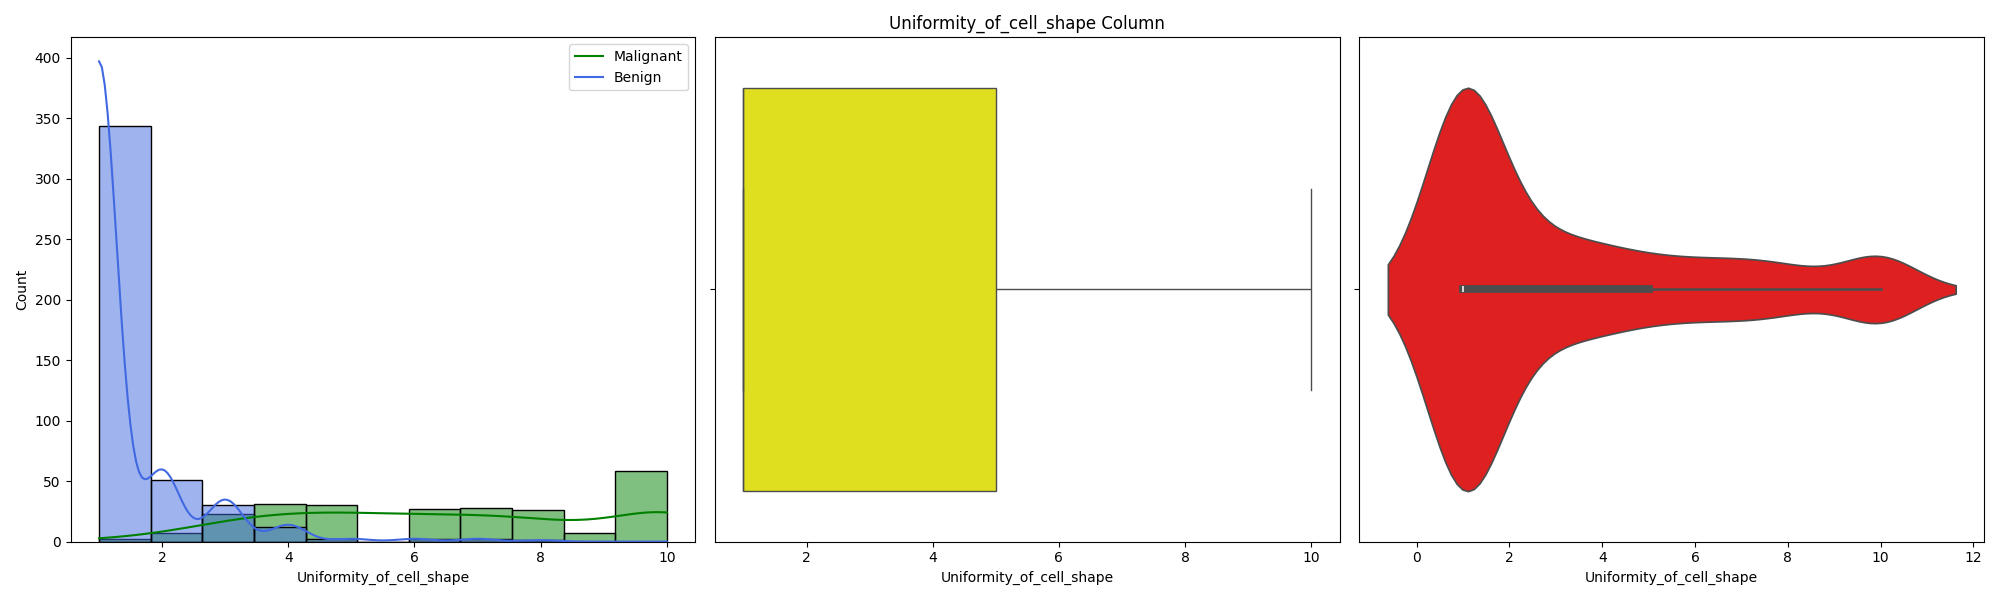 Uniformity_of_cell_shape Column
Malignant
Benign
400
350
300
250
200
150
100
50
0
Count
2 4 6 8 10
Uniformity_of_cell_shape
2 4 6 8 10
Uniformity_of_cell_shape
0 2 4 6 8 10 12
Uniformity_of_cell_shape